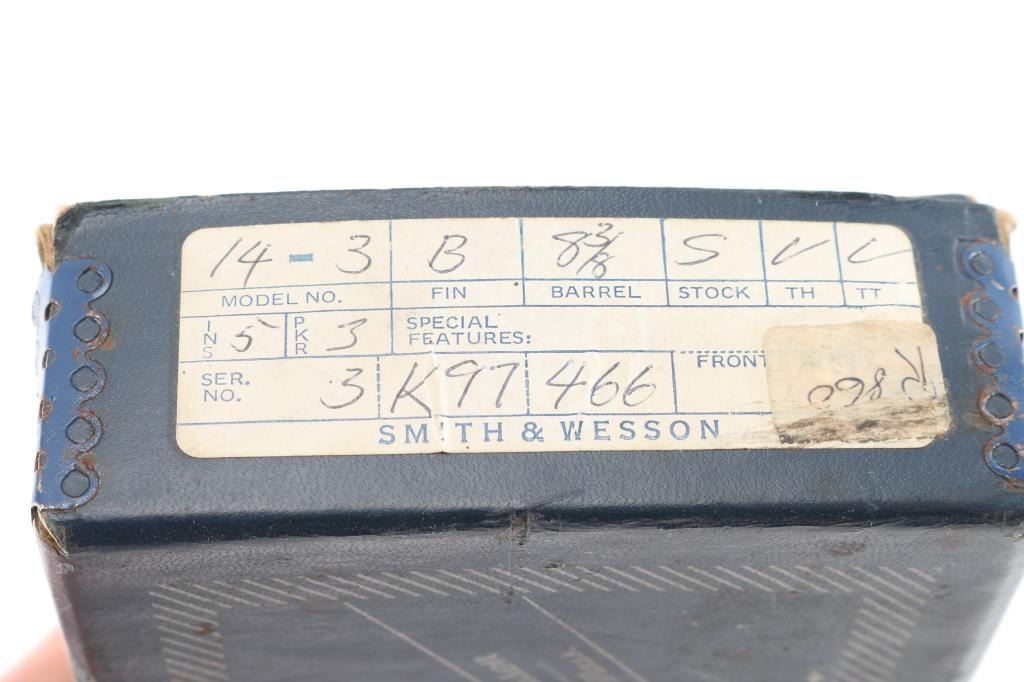 14-3 B 8 3/8 S V V
MODEL NO. FIN BARREL STOCK TH TT
INS 5 PKR 3 SPECIAL FEATURES:
SER. NO. 3 K97 466 FRONT
R 860
SMITH & WESSON